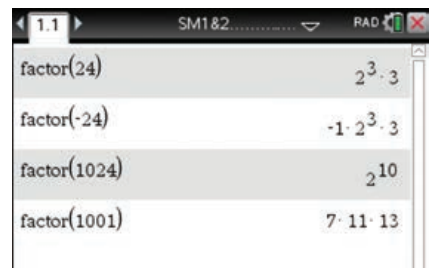 1.1 SM1&2............. RAD
factor(24) 2³·3
factor(-24) -1·2³·3
factor(1024) 2¹⁰
factor(1001) 7·11·13